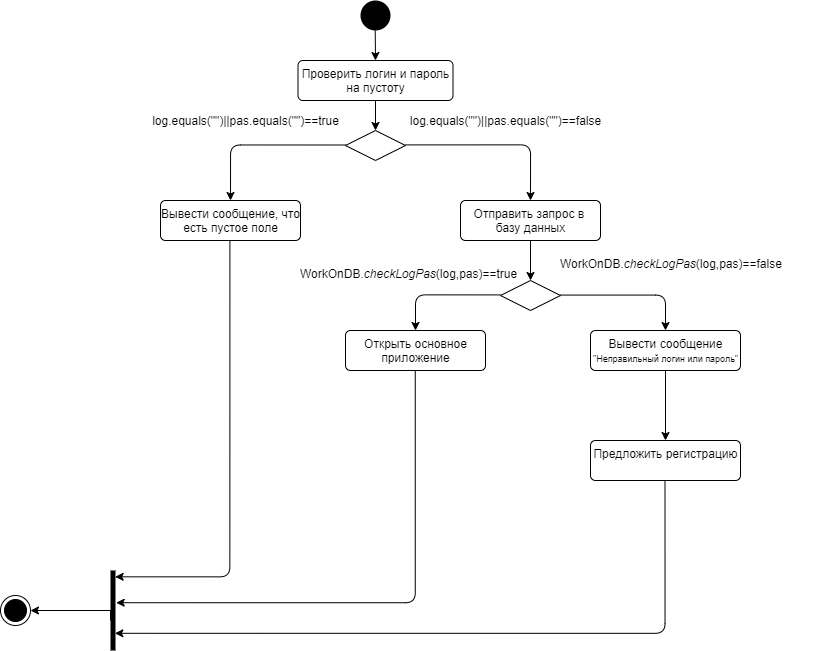 Проверить логин и пароль
на пустоту
log.equals("")||pas.equals("")==true
log.equals("")||pas.equals("")==false
Вывести сообщение, что
есть пустое поле
Отправить запрос в
базу данных
WorkOnDB.checkLogPas(log,pas)==true
WorkOnDB.checkLogPas(log,pas)==false
Открыть основное
приложение
Вывести сообщение
"Неправильный логин или пароль"
Предложить регистрацию